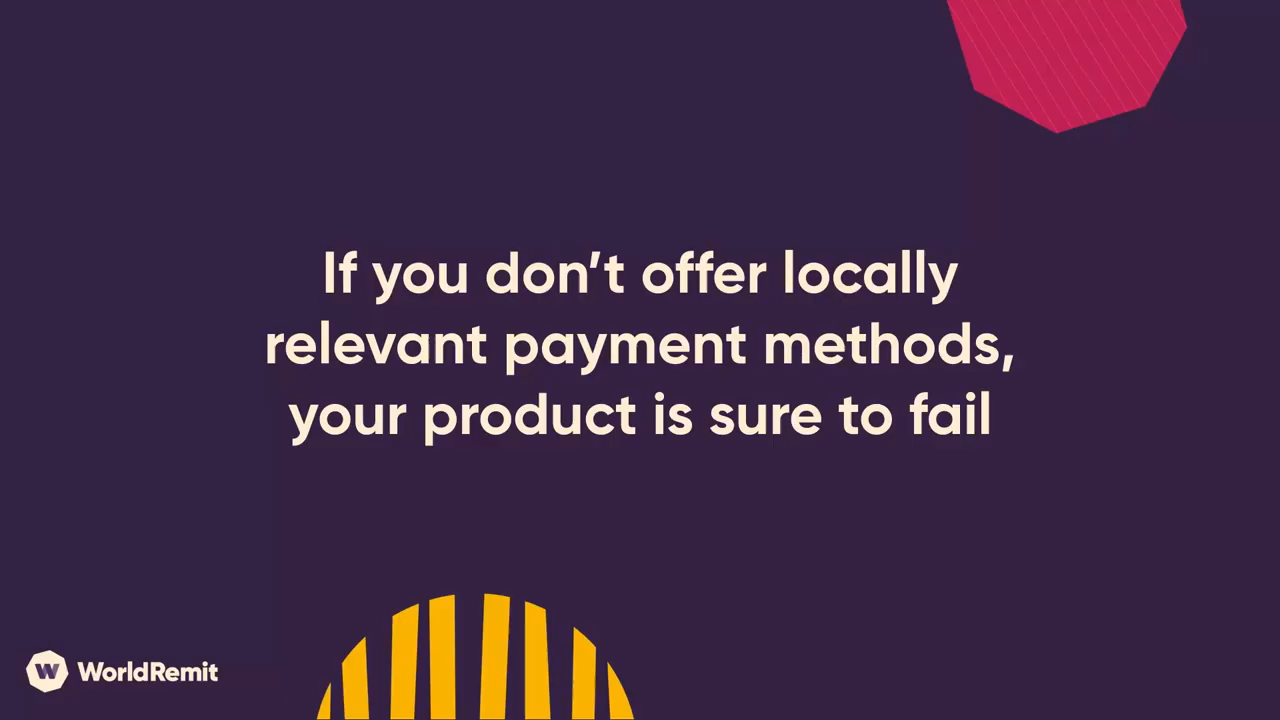 If you don’t offer locally
relevant payment methods,
your product is sure to fail
W WorldRemit